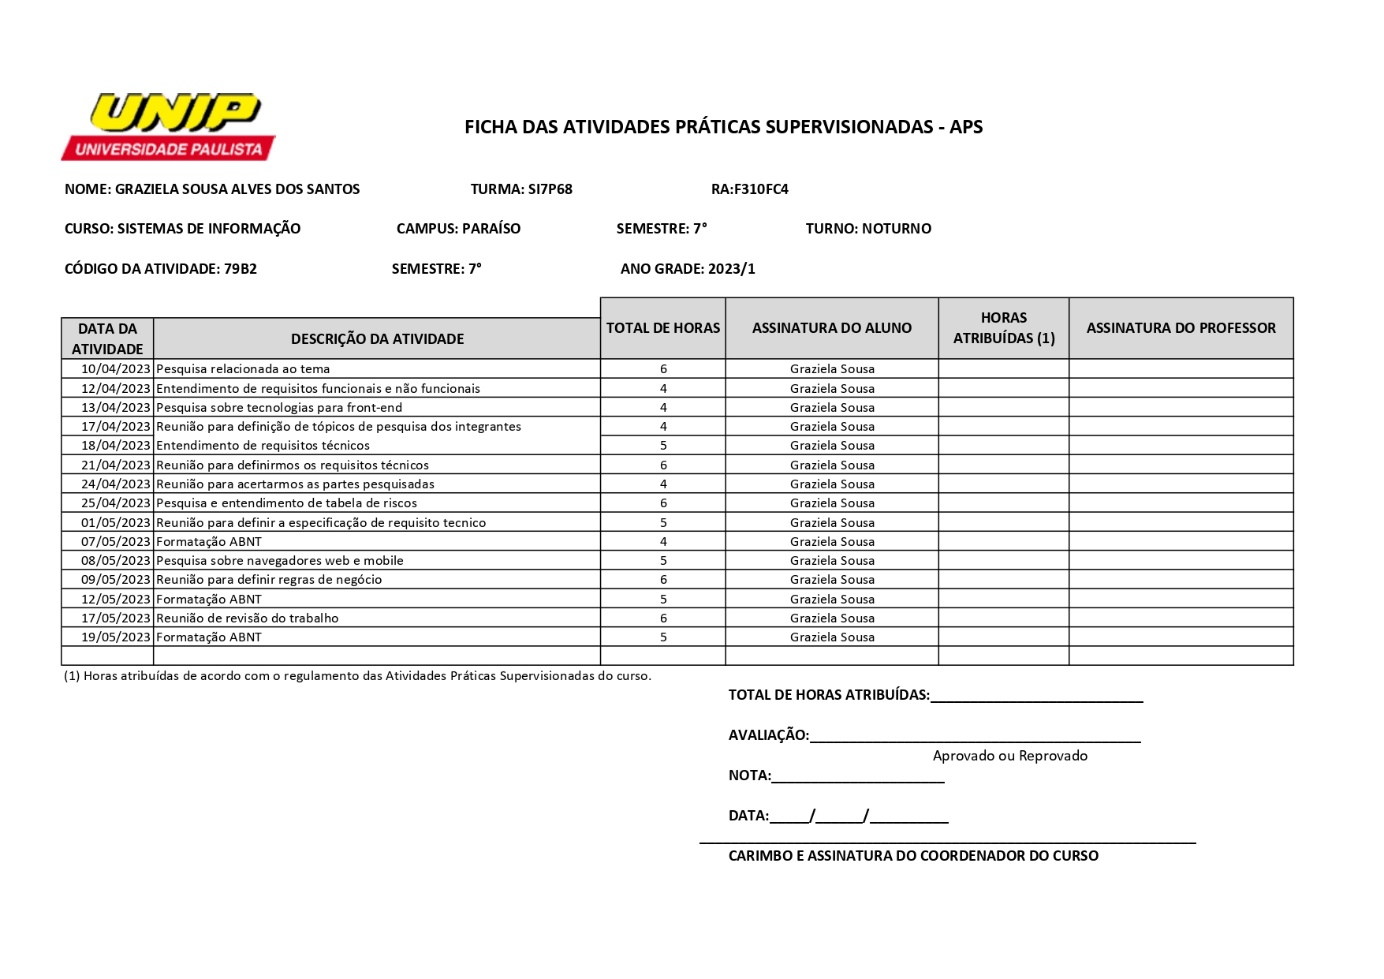 UNIP
UNIVERSIDADE PAULISTA
FICHA DAS ATIVIDADES PRÁTICAS SUPERVISIONADAS - APS
NOME: GRAZIELA SOUSA ALVES DOS SANTOS TURMA: SI7P68 RA:F310FC4
CURSO: SISTEMAS DE INFORMAÇÃO CAMPUS: PARAÍSO SEMESTRE: 7° TURNO: NOTURNO
CÓDIGO DA ATIVIDADE: 79B2 SEMESTRE: 7° ANO GRADE: 2023/1
DATA DA ATIVIDADE DESCRIÇÃO DA ATIVIDADE TOTAL DE HORAS ASSINATURA DO ALUNO HORAS ATRIBUÍDAS (1) ASSINATURA DO PROFESSOR
10/04/2023 Pesquisa relacionada ao tema 6 Graziela Sousa
12/04/2023 Entendimento de requisitos funcionais e não funcionais 4 Graziela Sousa
13/04/2023 Pesquisa sobre tecnologias para front-end 4 Graziela Sousa
17/04/2023 Reunião para definição de tópicos de pesquisa dos integrantes 4 Graziela Sousa
18/04/2023 Entendimento de requisitos técnicos 5 Graziela Sousa
21/04/2023 Reunião para definirmos os requisitos técnicos 6 Graziela Sousa
24/04/2023 Reunião para acertarmos as partes pesquisadas 4 Graziela Sousa
25/04/2023 Pesquisa e entendimento de tabela de riscos 6 Graziela Sousa
01/05/2023 Reunião para definir a especificação de requisito tecnico 5 Graziela Sousa
07/05/2023 Formatação ABNT 4 Graziela Sousa
08/05/2023 Pesquisa sobre navegadores web e mobile 5 Graziela Sousa
09/05/2023 Reunião para definir regras de negócio 6 Graziela Sousa
12/05/2023 Formatação ABNT 5 Graziela Sousa
17/05/2023 Reunião de revisão do trabalho 6 Graziela Sousa
19/05/2023 Formatação ABNT 5 Graziela Sousa
(1) Horas atribuídas de acordo com o regulamento das Atividades Práticas Supervisionadas do curso.
TOTAL DE HORAS ATRIBUÍDAS:___________________________
AVALIAÇÃO:__________________________________________
Aprovado ou Reprovado
NOTA:______________________
DATA:_____/______/__________
CARIMBO E ASSINATURA DO COORDENADOR DO CURSO